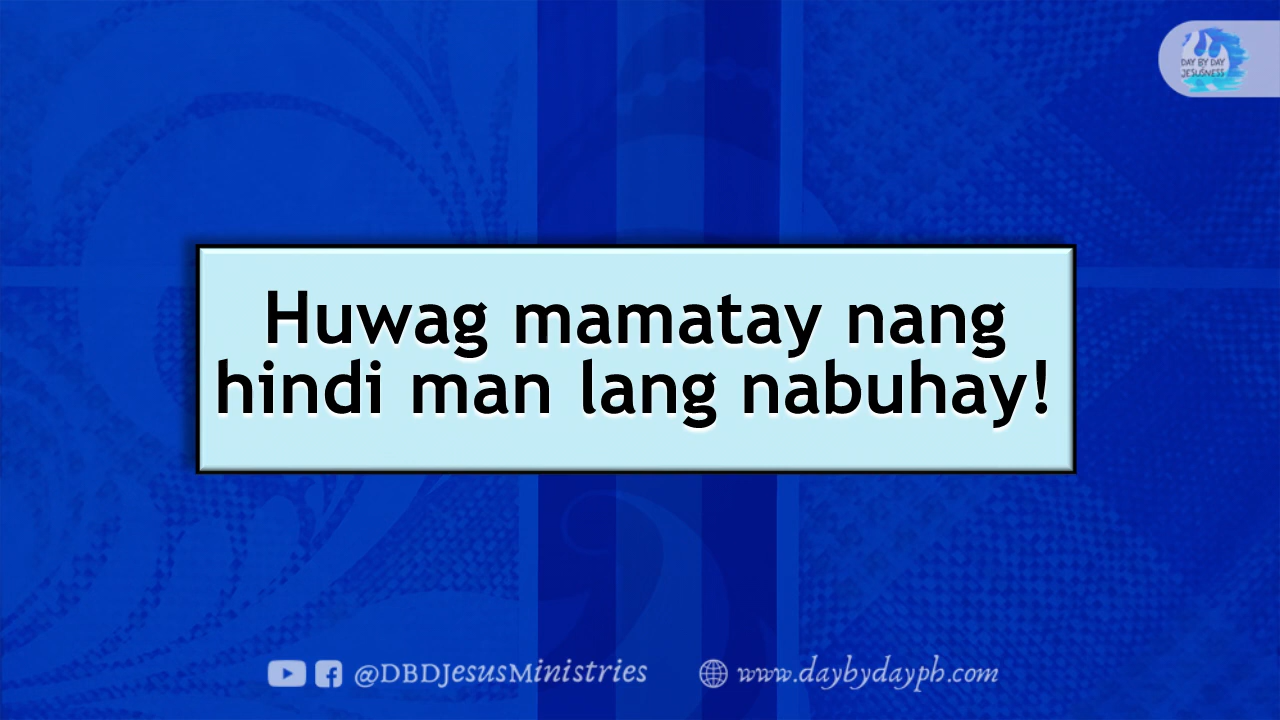 DAY BY DAY
JESUSNESS
Huwag mamatay nang
hindi man lang nabuhay!
@DBDJesusMinistries
www.daybydayph.com